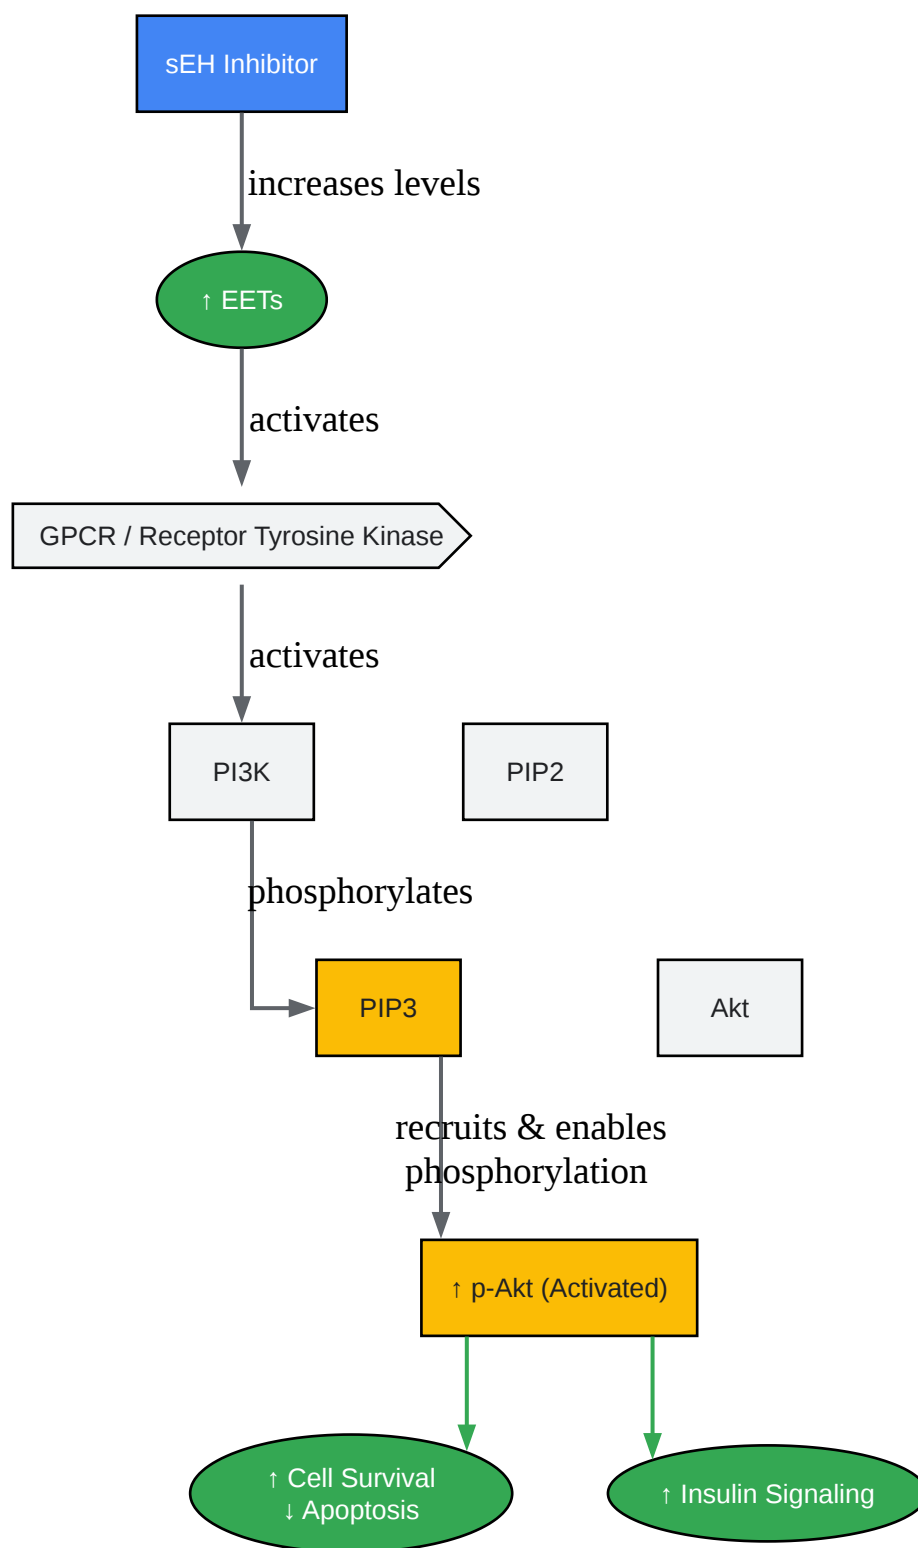 sEH Inhibitor
increases levels
↑ EETs
activates
GPCR / Receptor Tyrosine Kinase
activates
PI3K
PIP2
phosphorylates
PIP3
Akt
recruits & enables
phosphorylation
↑ p-Akt (Activated)
↑ Cell Survival
↓ Apoptosis
↑ Insulin Signaling